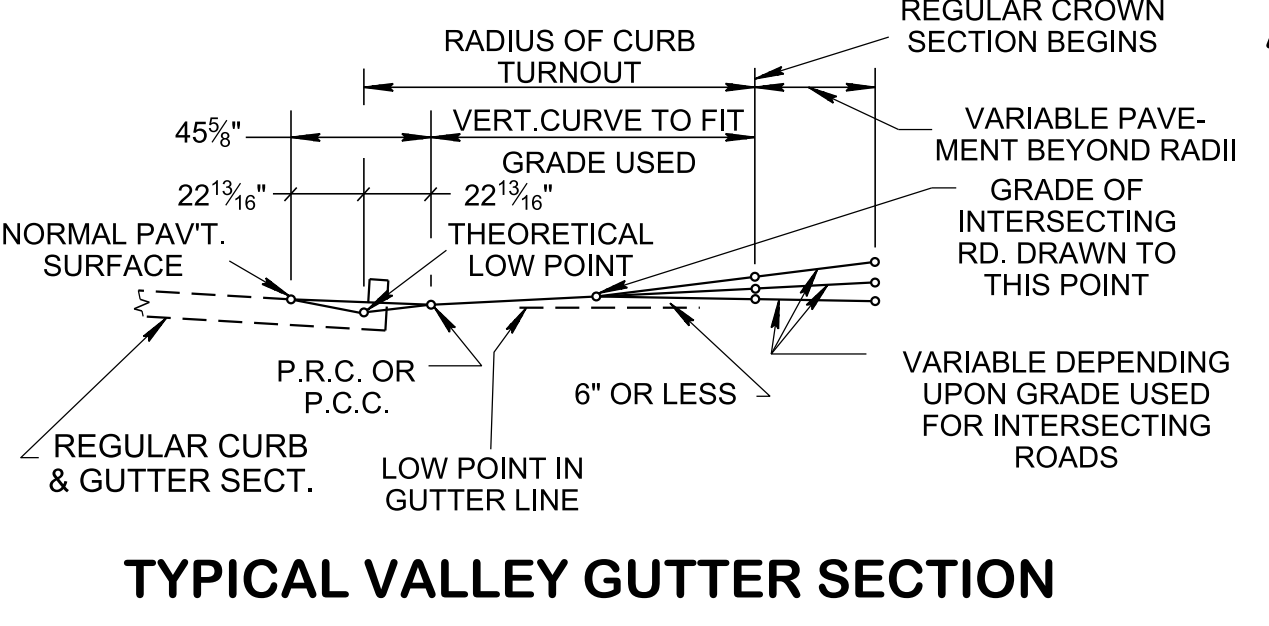 REGULAR CROWN
SECTION BEGINS
RADIUS OF CURB
TURNOUT
45⅝"
VERT.CURVE TO FIT
GRADE USED
VARIABLE PAVE-
MENT BEYOND RADII
22¹³⁄₁₆"
22¹³⁄₁₆"
GRADE OF
INTERSECTING
RD. DRAWN TO
THIS POINT
NORMAL PAV'T.
SURFACE
THEORETICAL
LOW POINT
P.R.C. OR
P.C.C.
6" OR LESS
VARIABLE DEPENDING
UPON GRADE USED
FOR INTERSECTING
ROADS
REGULAR CURB
& GUTTER SECT.
LOW POINT IN
GUTTER LINE
TYPICAL VALLEY GUTTER SECTION